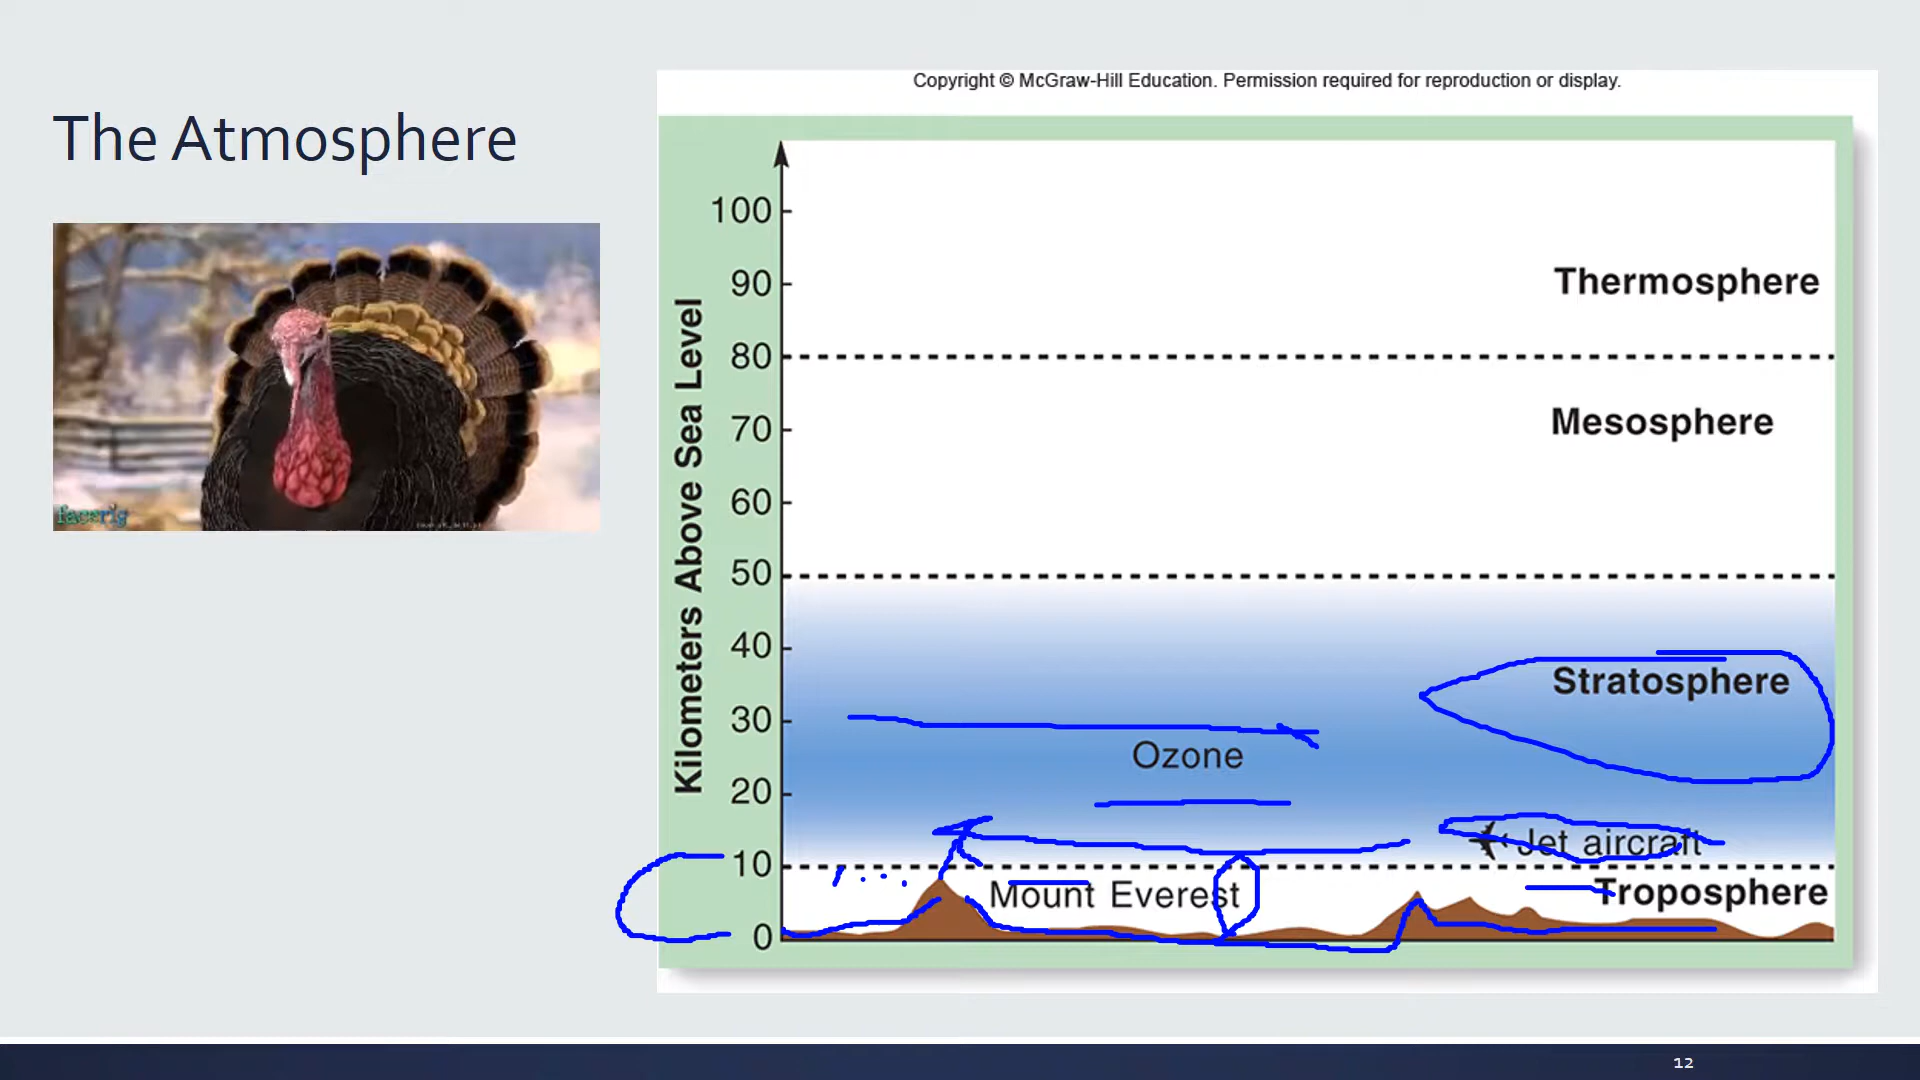 Copyright © McGraw-Hill Education. Permission required for reproduction or display.
The Atmosphere
facerig
Kilometers Above Sea Level
100
90
80
70
60
50
40
30
20
10
0
Thermosphere
Mesosphere
Stratosphere
Ozone
Jet aircraft
Mount Everest
Troposphere
12